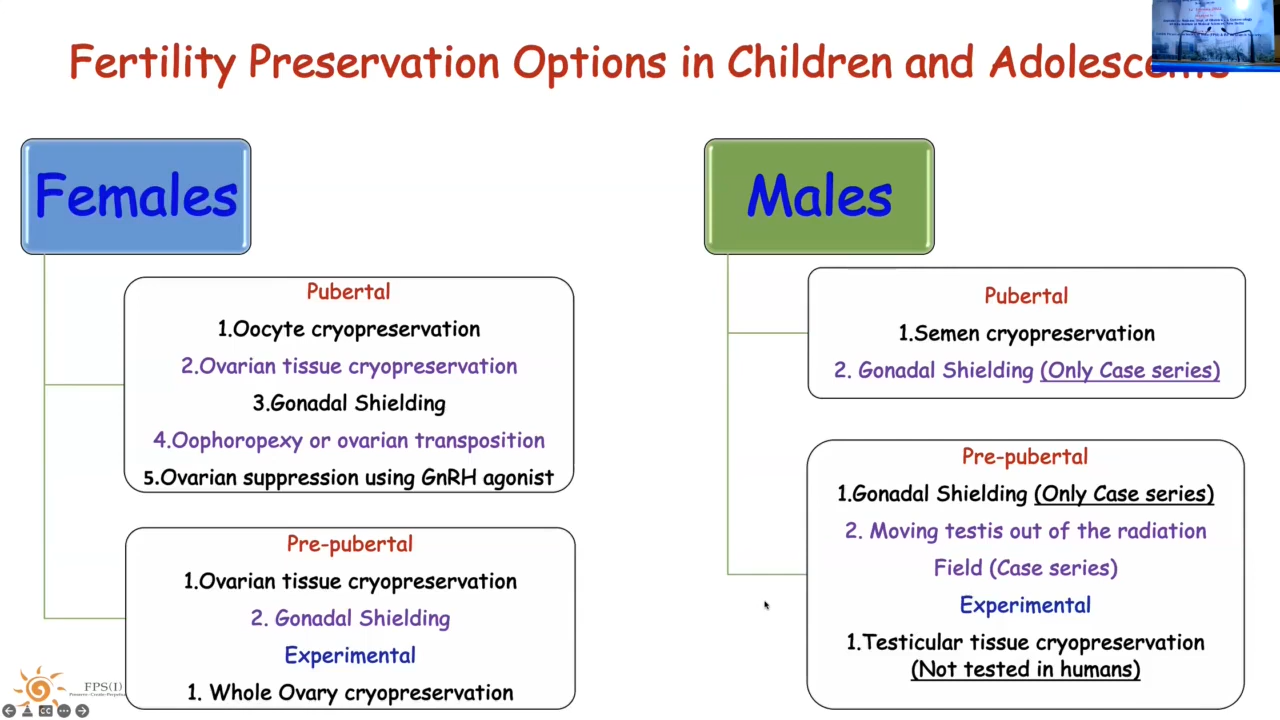 Fertility Preservation Options in Children and Adolescents
Females
Pubertal
1.Oocyte cryopreservation
2.Ovarian tissue cryopreservation
3.Gonadal Shielding
4.Oophoropexy or ovarian transposition
5.Ovarian suppression using GnRH agonist
Pre-pubertal
1.Ovarian tissue cryopreservation
2. Gonadal Shielding
Experimental
1. Whole Ovary cryopreservation
Males
Pubertal
1.Semen cryopreservation
2. Gonadal Shielding (Only Case series)
Pre-pubertal
1.Gonadal Shielding (Only Case series)
2. Moving testis out of the radiation
Field (Case series)
Experimental
1.Testicular tissue cryopreservation
(Not tested in humans)
FPS(I)